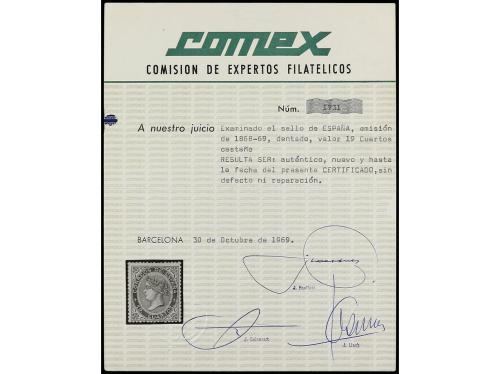 comex
COMISION DE EXPERTOS FILATELICOS
Núm. 1731
A nuestro juicio Examinado el sello de ESPAÑA, emisión
de 1868-69, dentado, valor 19 Cuartos
castaño
RESULTA SER: auténtico, nuevo y hasta
la fecha del presente CERTIFICADO, sin
defecto ni reparación.
BARCELONA 30 de Octubre de 1969.